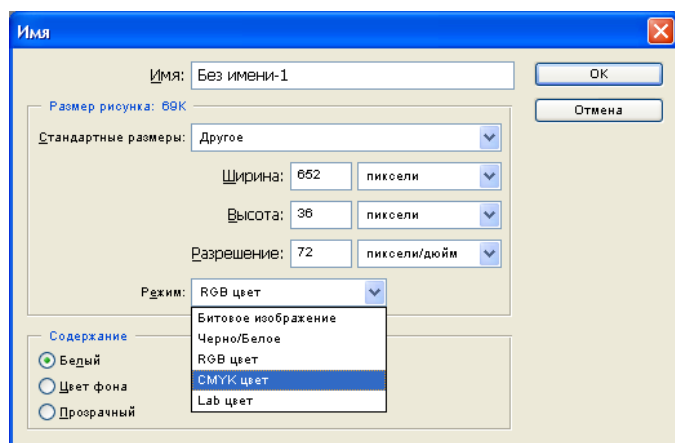 Имя
Имя: Без имени-1
OK
Размер рисунка: 69K
Отмена
Стандартные размеры: Другое
Ширина: 652 пиксели
Высота: 36 пиксели
Разрешение: 72 пиксели/дюйм
Режим: RGB цвет
Битовое изображение
Черно/Белое
RGB цвет
CMYK цвет
Lab цвет
Содержание
Белый
Цвет фона
Прозрачный